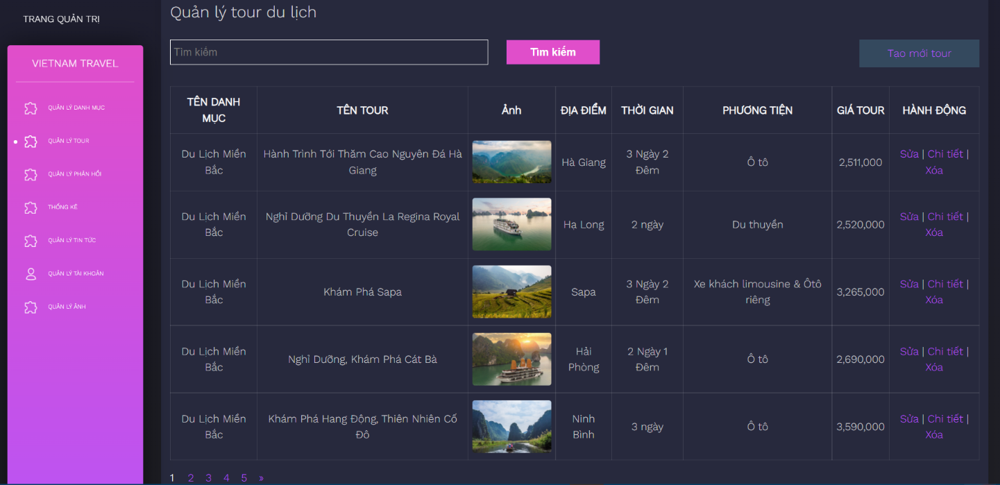 TRANG QUẢN TRỊ
VIETNAM TRAVEL
QUẢN LÝ DANH MỤC
QUẢN LÝ TOUR
QUẢN LÝ PHẢN HỒI
THỐNG KÊ
QUẢN LÝ TIN TỨC
QUẢN LÝ TÀI KHOẢN
QUẢN LÝ ẢNH
Quản lý tour du lịch
Tìm kiếm
Tìm kiếm
Tao mới tour
TÊN DANH
MỤC
TÊN TOUR
Ảnh
ĐỊA ĐIỂM
THỜI GIAN
PHƯƠNG TIỆN
GIÁ TOUR
HÀNH ĐỘNG
Du Lịch Miền
Bắc
Hành Trình Tới Thăm Cao Nguyên Đá Hà
Giang
Hà Giang
3 Ngày 2
Đêm
Ô tô
2,511,000
Sửa | Chi tiết |
Xóa
Du Lịch Miền
Bắc
Nghỉ Dưỡng Du Thuyền La Regina Royal
Cruise
Hạ Long
2 ngày
Du thuyền
2,520,000
Sửa | Chi tiết |
Xóa
Du Lịch Miền
Bắc
Khám Phá Sapa
Sapa
3 Ngày 2
Đêm
Xe khách limousine & Ôtô
riêng
3,265,000
Sửa | Chi tiết |
Xóa
Du Lịch Miền
Bắc
Nghỉ Dưỡng, Khám Phá Cát Bà
Hải
Phòng
2 Ngày 1
Đêm
Ô tô
2,690,000
Sửa | Chi tiết |
Xóa
Du Lịch Miền
Bắc
Khám Phá Hang Động, Thiên Nhiên Cố
Đô
Ninh
Bình
3 ngày
Ô tô
3,590,000
Sửa | Chi tiết |
Xóa
1 2 3 4 5 »